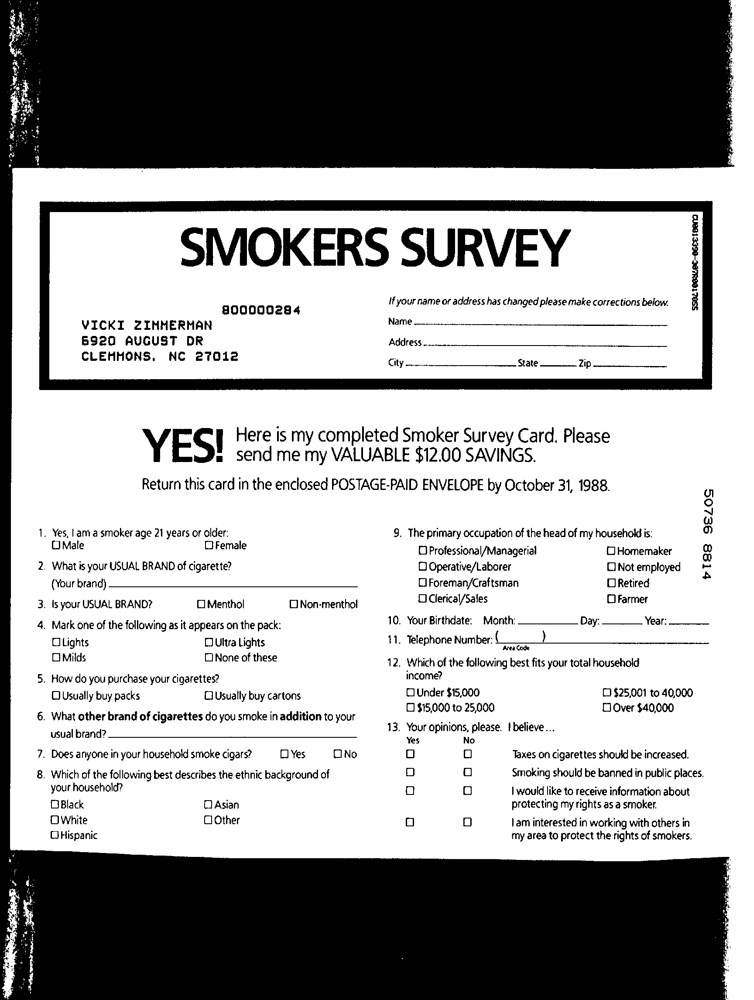 SMOKERS SURVEY
800000284
VICKI ZIMMERMAN
6920 AUGUST DR
CLEMMONS, NC 27012
If your name or address has changed please make corrections below.
Name
Address
City State Zip
YES! Here is my completed Smoker Survey Card. Please
send me my VALUABLE $12.00 SAVINGS.
Return this card in the enclosed POSTAGE-PAID ENVELOPE by October 31, 1988.
50736 8814
1. Yes, I am a smoker age 21 years or older:
☐ Male ☐ Female
2. What is your USUAL BRAND of cigarette?
(Your brand)
3. Is your USUAL BRAND? ☐ Menthol ☐ Non-menthol
4. Mark one of the following as it appears on the pack:
☐ Lights ☐ Ultra Lights
☐ Milds ☐ None of these
5. How do you purchase your cigarettes?
☐ Usually buy packs ☐ Usually buy cartons
6. What other brand of cigarettes do you smoke in addition to your
usual brand?
7. Does anyone in your household smoke cigars? ☐ Yes ☐ No
8. Which of the following best describes the ethnic background of
your household?
☐ Black ☐ Asian
☐ White ☐ Other
☐ Hispanic
9. The primary occupation of the head of my household is:
☐ Professional/Managerial ☐ Homemaker
☐ Operative/Laborer ☐ Not employed
☐ Foreman/Craftsman ☐ Retired
☐ Clerical/Sales ☐ Farmer
10. Your Birthdate: Month: Day: Year:
11. Telephone Number: ( )
Area Code
12. Which of the following best fits your total household
income?
☐ Under $15,000 ☐ $25,001 to 40,000
☐ $15,000 to 25,000 ☐ Over $40,000
13. Your opinions, please. I believe...
Yes No
☐ ☐ Taxes on cigarettes should be increased.
☐ ☐ Smoking should be banned in public places.
☐ ☐ I would like to receive information about
protecting my rights as a smoker.
☐ ☐ I am interested in working with others in
my area to protect the rights of smokers.